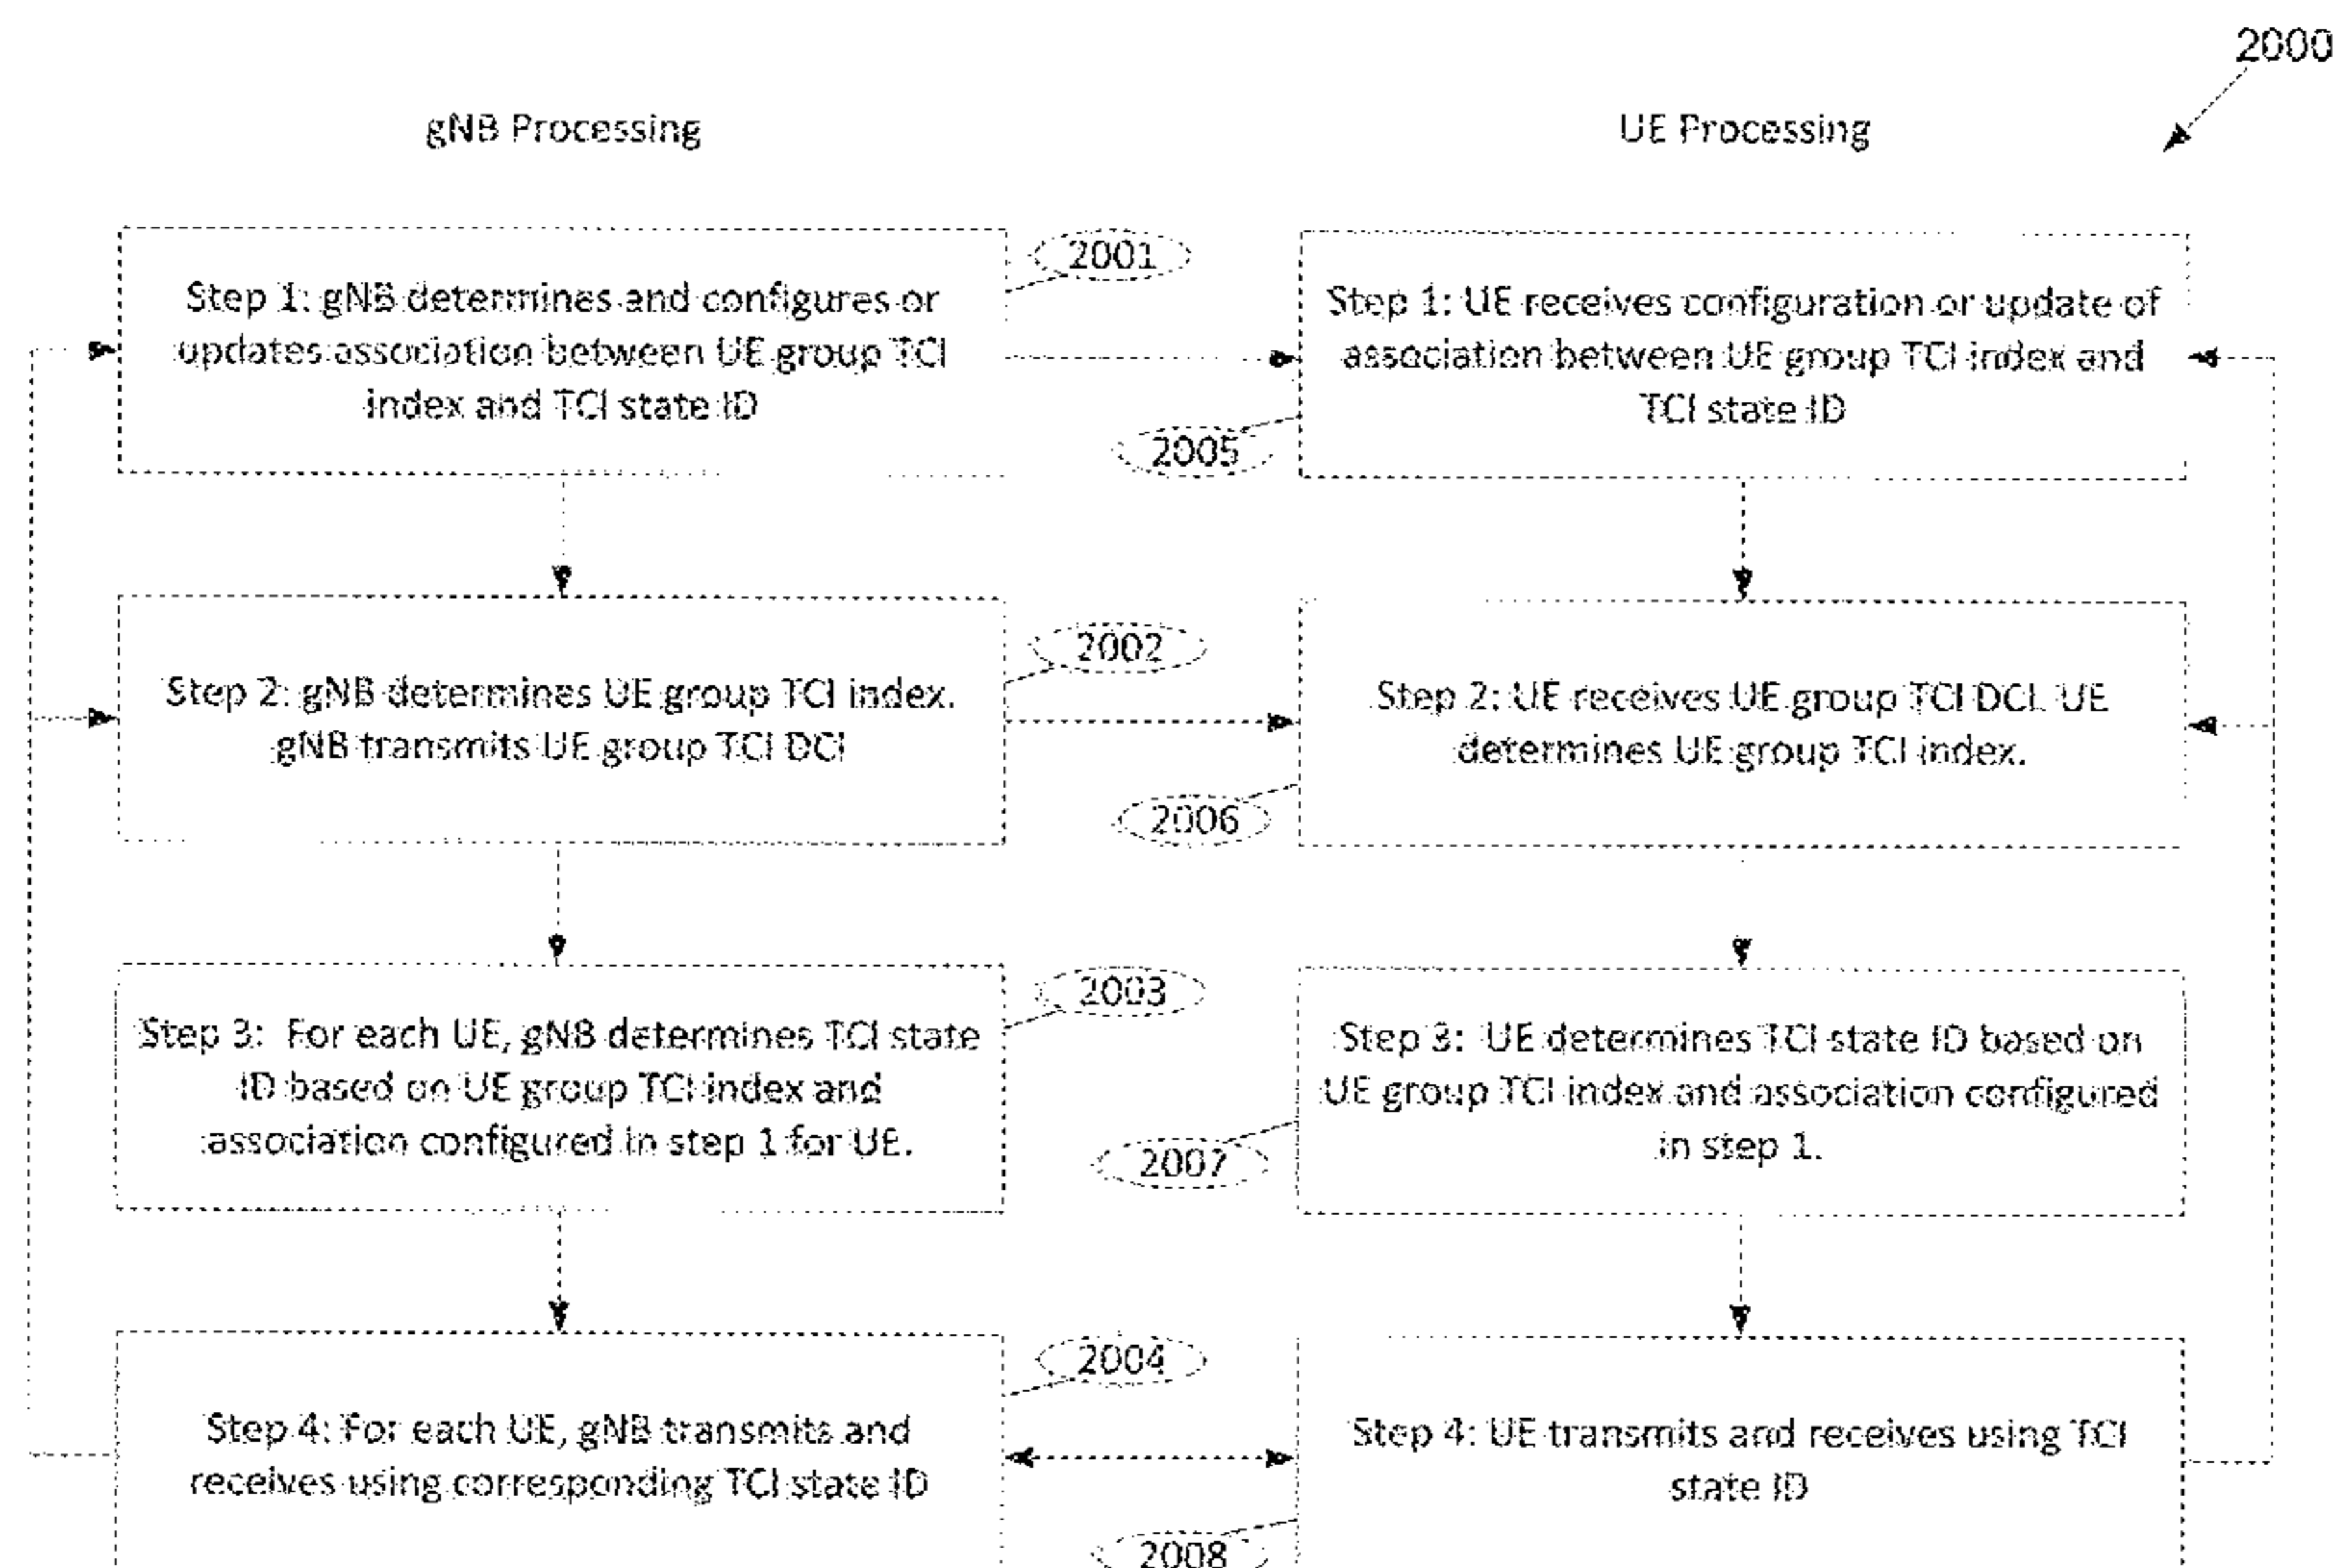 2000
gNB Processing
UE Processing
2001
Step 1: gNB determines and configures or
updates association between UE group TCI
index and TCI state ID
Step 1: UE receives configuration or update of
association between UE group TCI index and
TCI state ID
2005
2002
Step 2: gNB determines UE group TCI index.
gNB transmits UE group TCI DCI
Step 2: UE receives UE group TCI DCI. UE
determines UE group TCI index.
2006
2003
Step 3: For each UE, gNB determines TCI state
ID based on UE group TCI index and
association configured in step 1 for UE.
Step 3: UE determines TCI state ID based on
UE group TCI index and association configured
in step 1.
2007
2004
Step 4: For each UE, gNB transmits and
receives using corresponding TCI state ID
Step 4: UE transmits and receives using TCI
state ID
2008